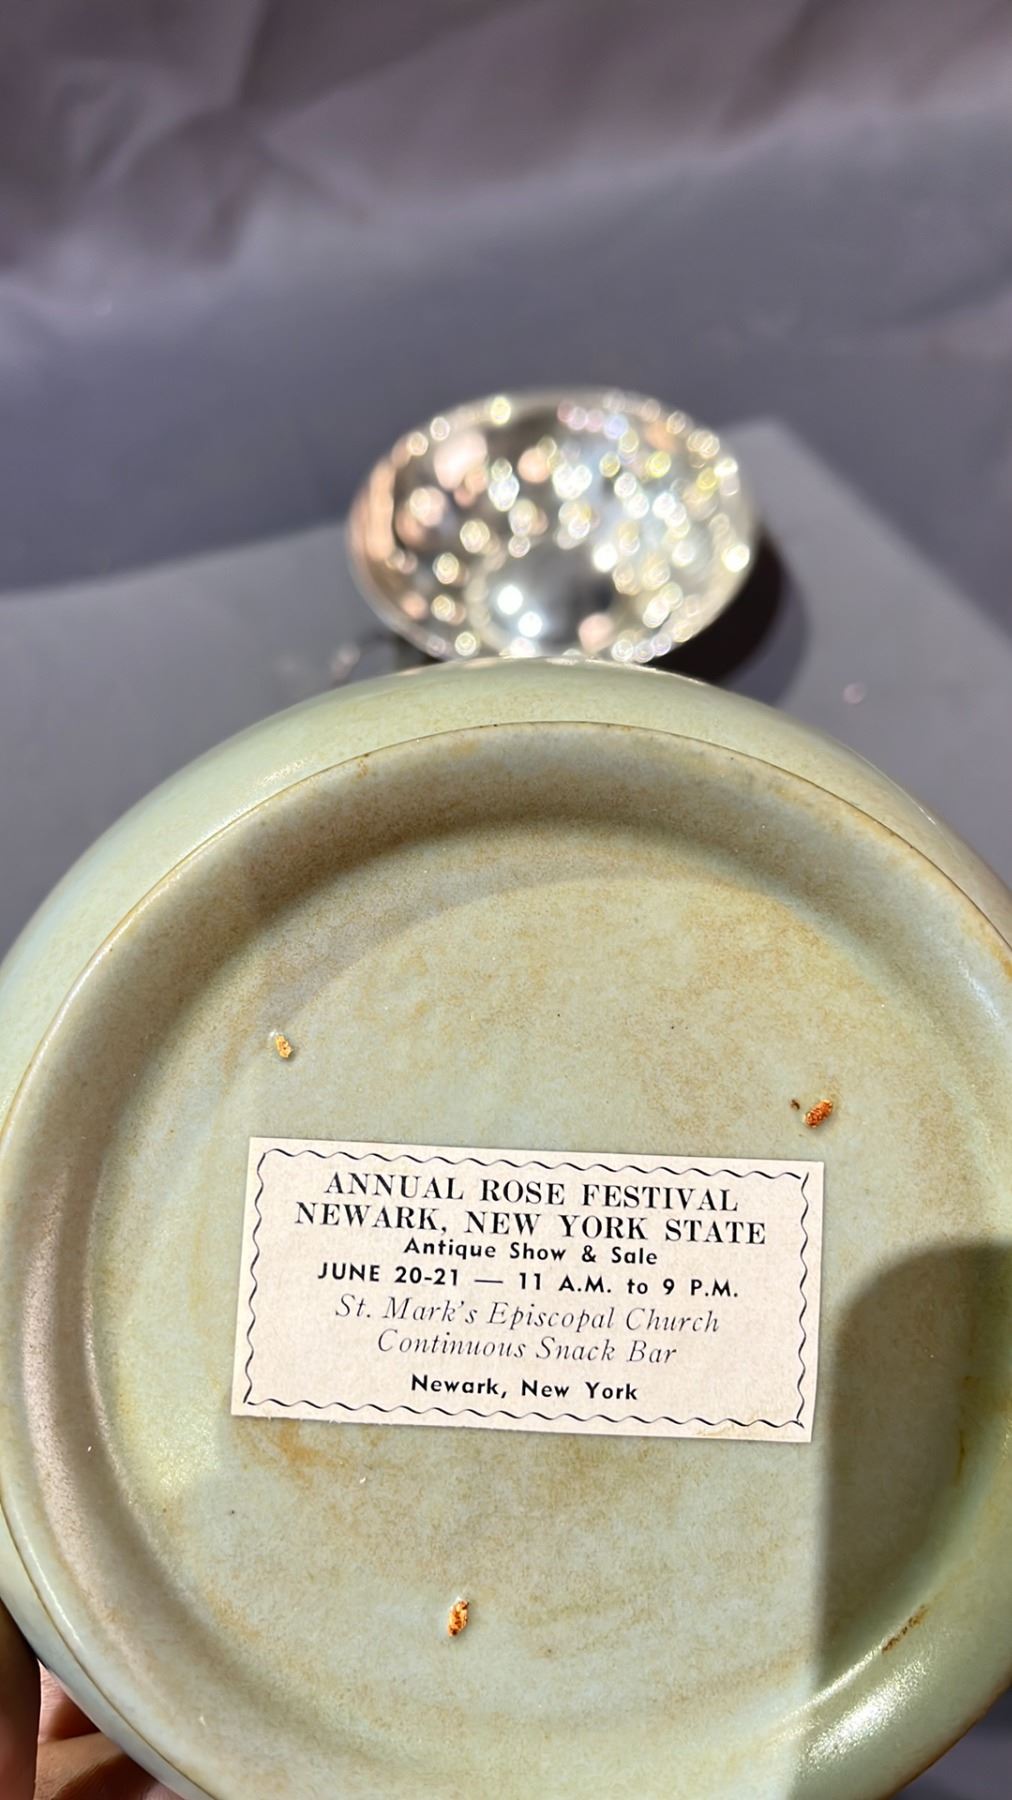 ANNUAL ROSE FESTIVAL
NEWARK, NEW YORK STATE
Antique Show & Sale
JUNE 20-21 — 11 A.M. to 9 P.M.
St. Mark's Episcopal Church
Continuous Snack Bar
Newark, New York